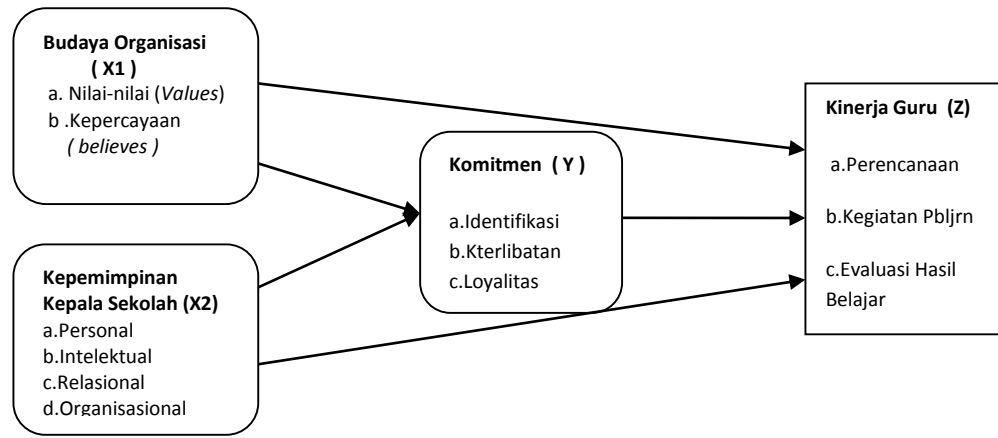 Budaya Organisasi
( X1 )
a. Nilai-nilai (Values)
b .Kepercayaan
( believes )
Kepemimpinan
Kepala Sekolah (X2)
a.Personal
b.Intelektual
c.Relasional
d.Organisasional
Komitmen ( Y )
a.Identifikasi
b.Kterlibatan
c.Loyalitas
Kinerja Guru (Z)
a.Perencanaan
b.Kegiatan Pbljrn
c.Evaluasi Hasil
Belajar